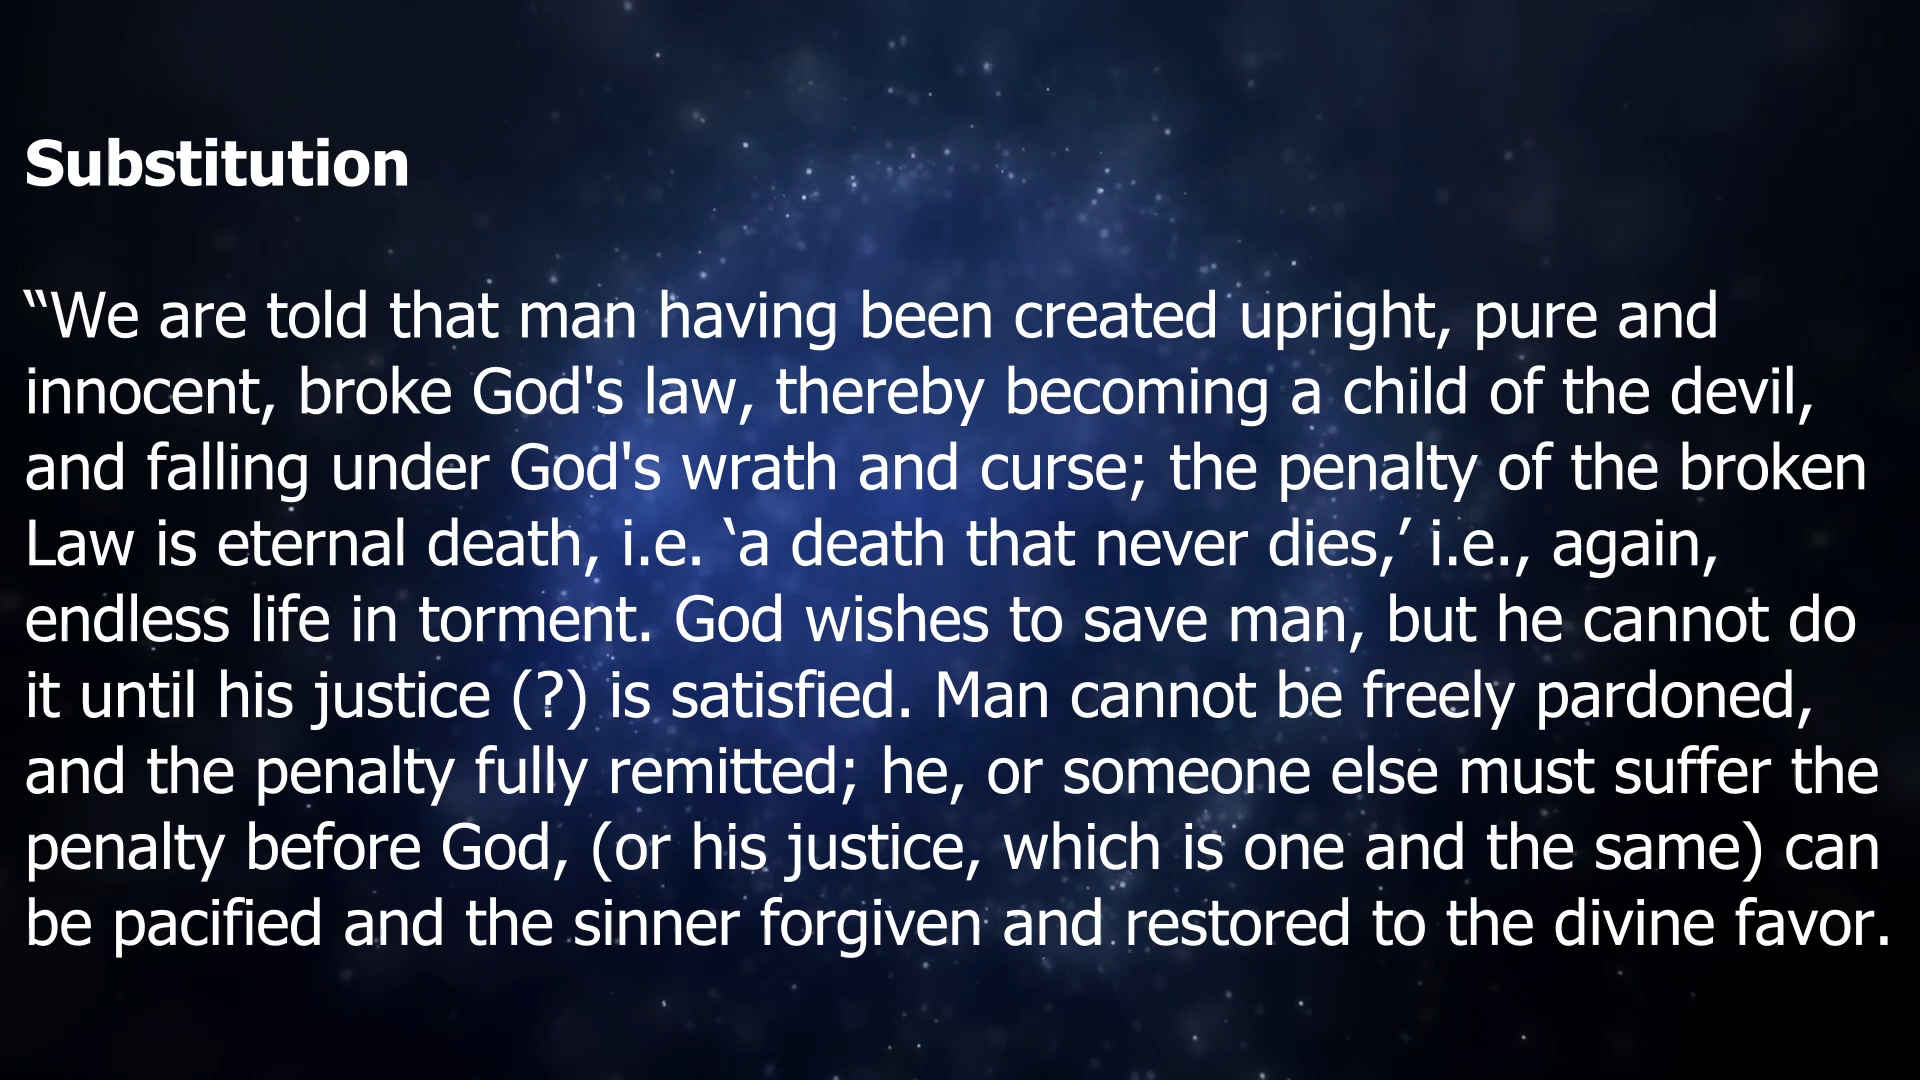 Substitution
“We are told that man having been created upright, pure and
innocent, broke God's law, thereby becoming a child of the devil,
and falling under God's wrath and curse; the penalty of the broken
Law is eternal death, i.e. ‘a death that never dies,’ i.e., again,
endless life in torment. God wishes to save man, but he cannot do
it until his justice (?) is satisfied. Man cannot be freely pardoned,
and the penalty fully remitted; he, or someone else must suffer the
penalty before God, (or his justice, which is one and the same) can
be pacified and the sinner forgiven and restored to the divine favor.